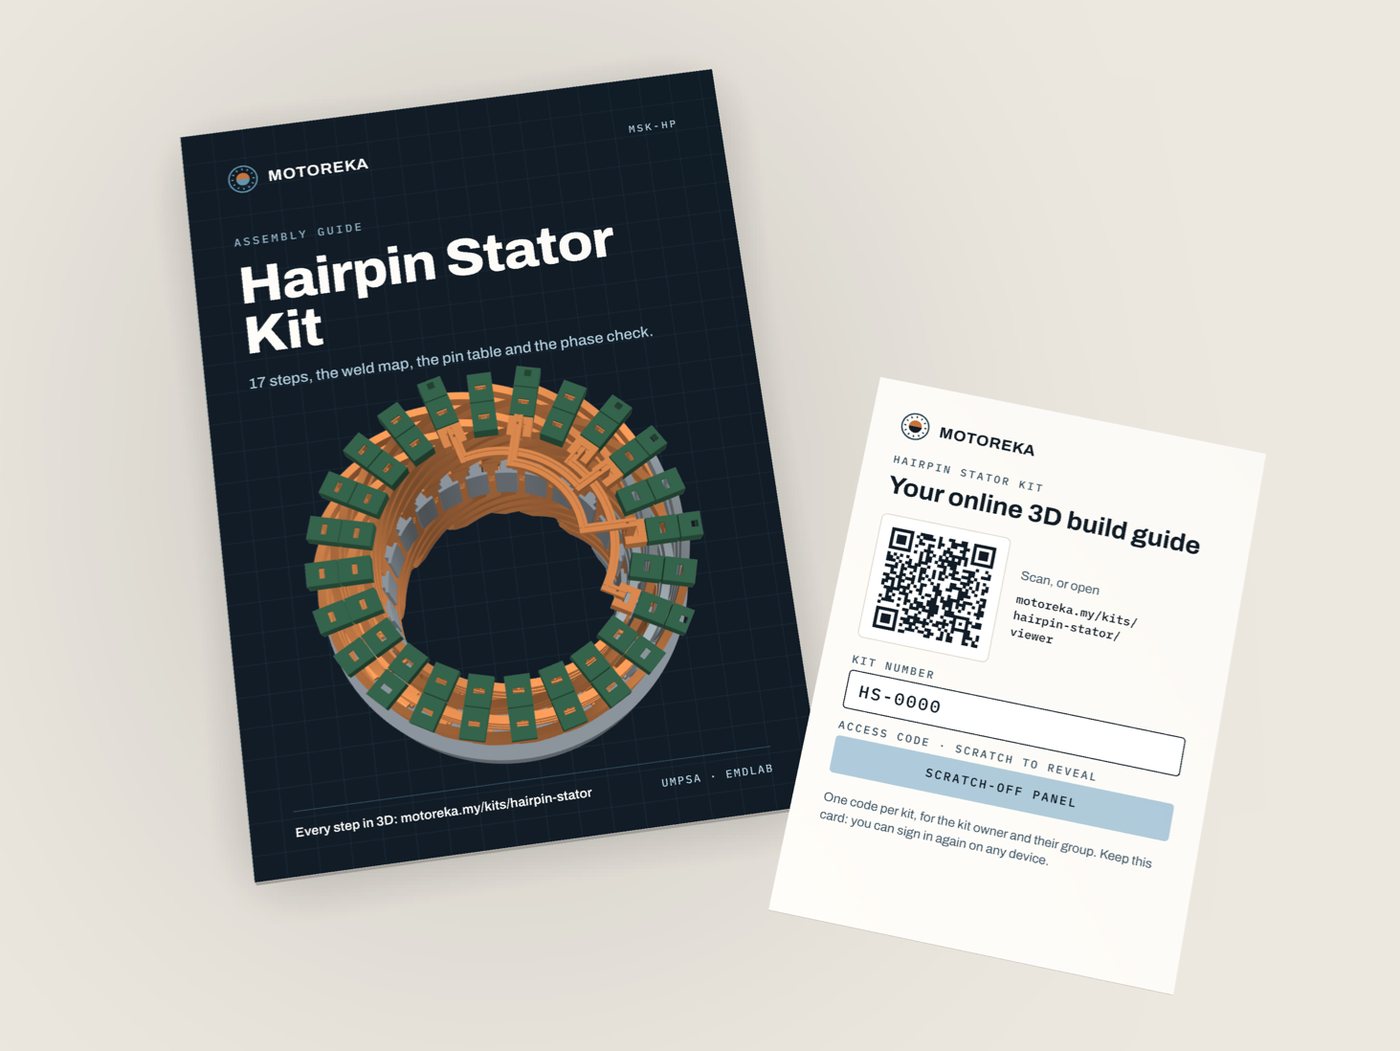 MOTOREKA
MSK-HP
ASSEMBLY GUIDE
Hairpin Stator
Kit
17 steps, the weld map, the pin table and the phase check.
Every step in 3D: motoreka.my/kits/hairpin-stator
UMPSA · EMDLAB
MOTOREKA
HAIRPIN STATOR KIT
Your online 3D build guide
Scan, or open
motoreka.my/kits/
hairpin-stator/
viewer
KIT NUMBER
HS-0000
ACCESS CODE · SCRATCH TO REVEAL
SCRATCH-OFF PANEL
One code per kit, for the kit owner and their group. Keep this
card: you can sign in again on any device.